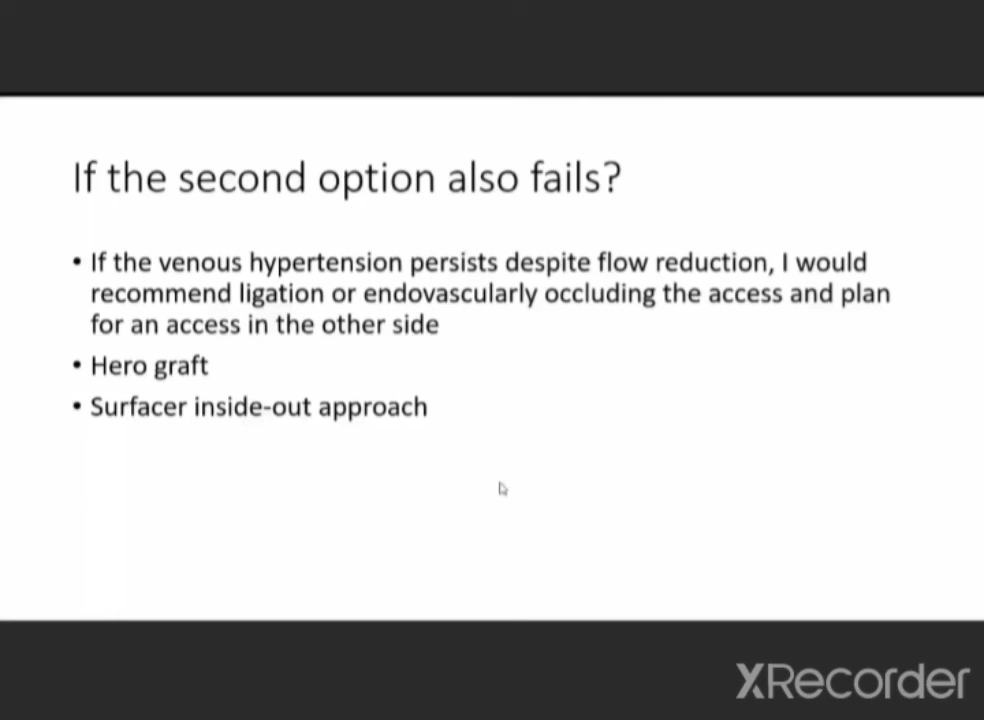 If the second option also fails?
• If the venous hypertension persists despite flow reduction, I would
recommend ligation or endovascularly occluding the access and plan
for an access in the other side
• Hero graft
• Surfacer inside-out approach
XRecorder